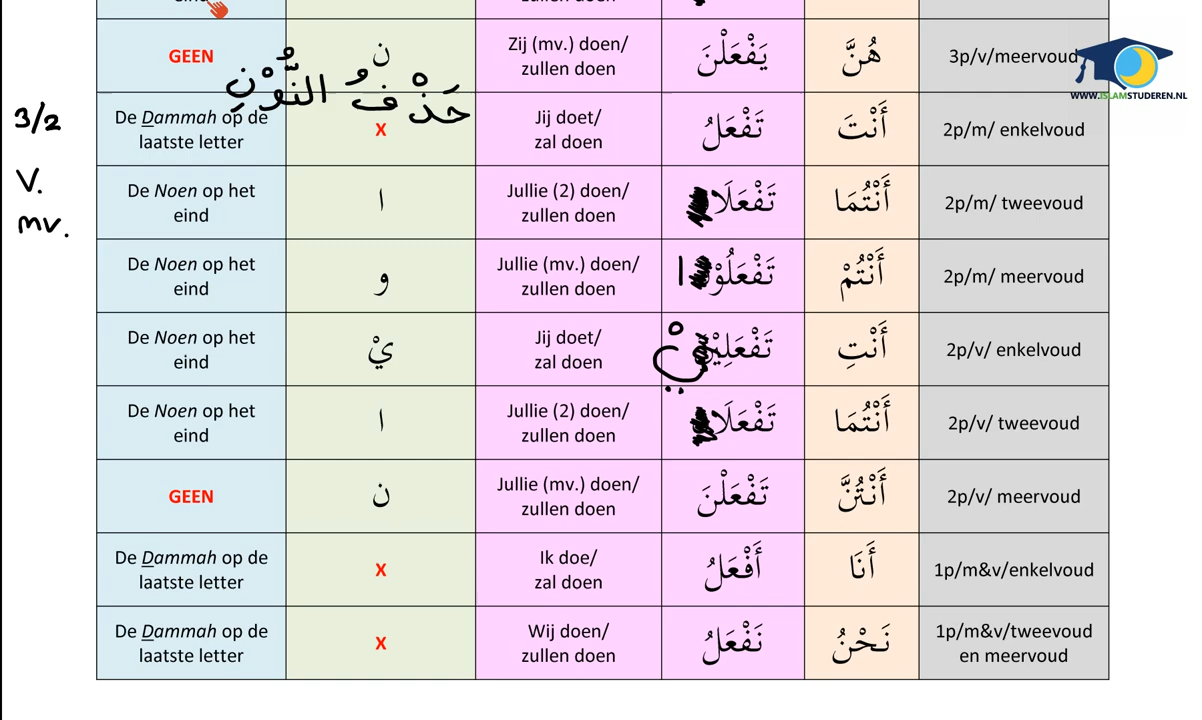 eind
zullen doen
GEEN ن Zij (mv.) doen/ zullen doen يَفْعَلْنَ هُنَّ 3p/v/meervoud
WWW.ISLAMSTUDEREN.NL
حَذْفُ النُّوْنِ
3/2
V.
mv.
De Dammah op de laatste letter X Jij doet/ zal doen تَفْعَلُ أَنْتَ 2p/m/ enkelvoud
De Noen op het eind ا Jullie (2) doen/ zullen doen تَفْعَلَا أَنْتُمَا 2p/m/ tweevoud
De Noen op het eind و Jullie (mv.) doen/ zullen doen تَفْعَلُوْا أَنْتُمْ 2p/m/ meervoud
De Noen op het eind يْ Jij doet/ zal doen تَفْعَلِيْ أَنْتِ 2p/v/ enkelvoud
De Noen op het eind ا Jullie (2) doen/ zullen doen تَفْعَلَا أَنْتُمَا 2p/v/ tweevoud
GEEN ن Jullie (mv.) doen/ zullen doen تَفْعَلْنَ أَنْتُنَّ 2p/v/ meervoud
De Dammah op de laatste letter X Ik doe/ zal doen أَفْعَلُ أَنَا 1p/m&v/enkelvoud
De Dammah op de laatste letter X Wij doen/ zullen doen نَفْعَلُ نَحْنُ 1p/m&v/tweevoud en meervoud